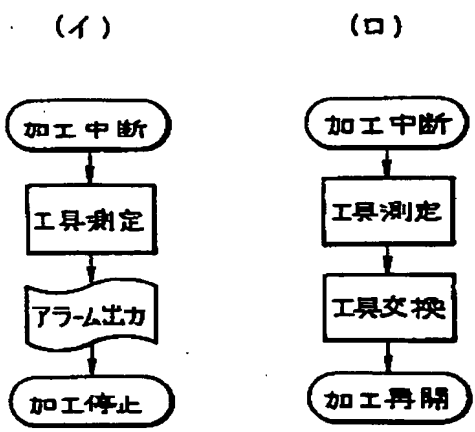 (イ)
加工中断
工具測定
アラーム出力
加工停止
(ロ)
加工中断
工具測定
工具交換
加工再開